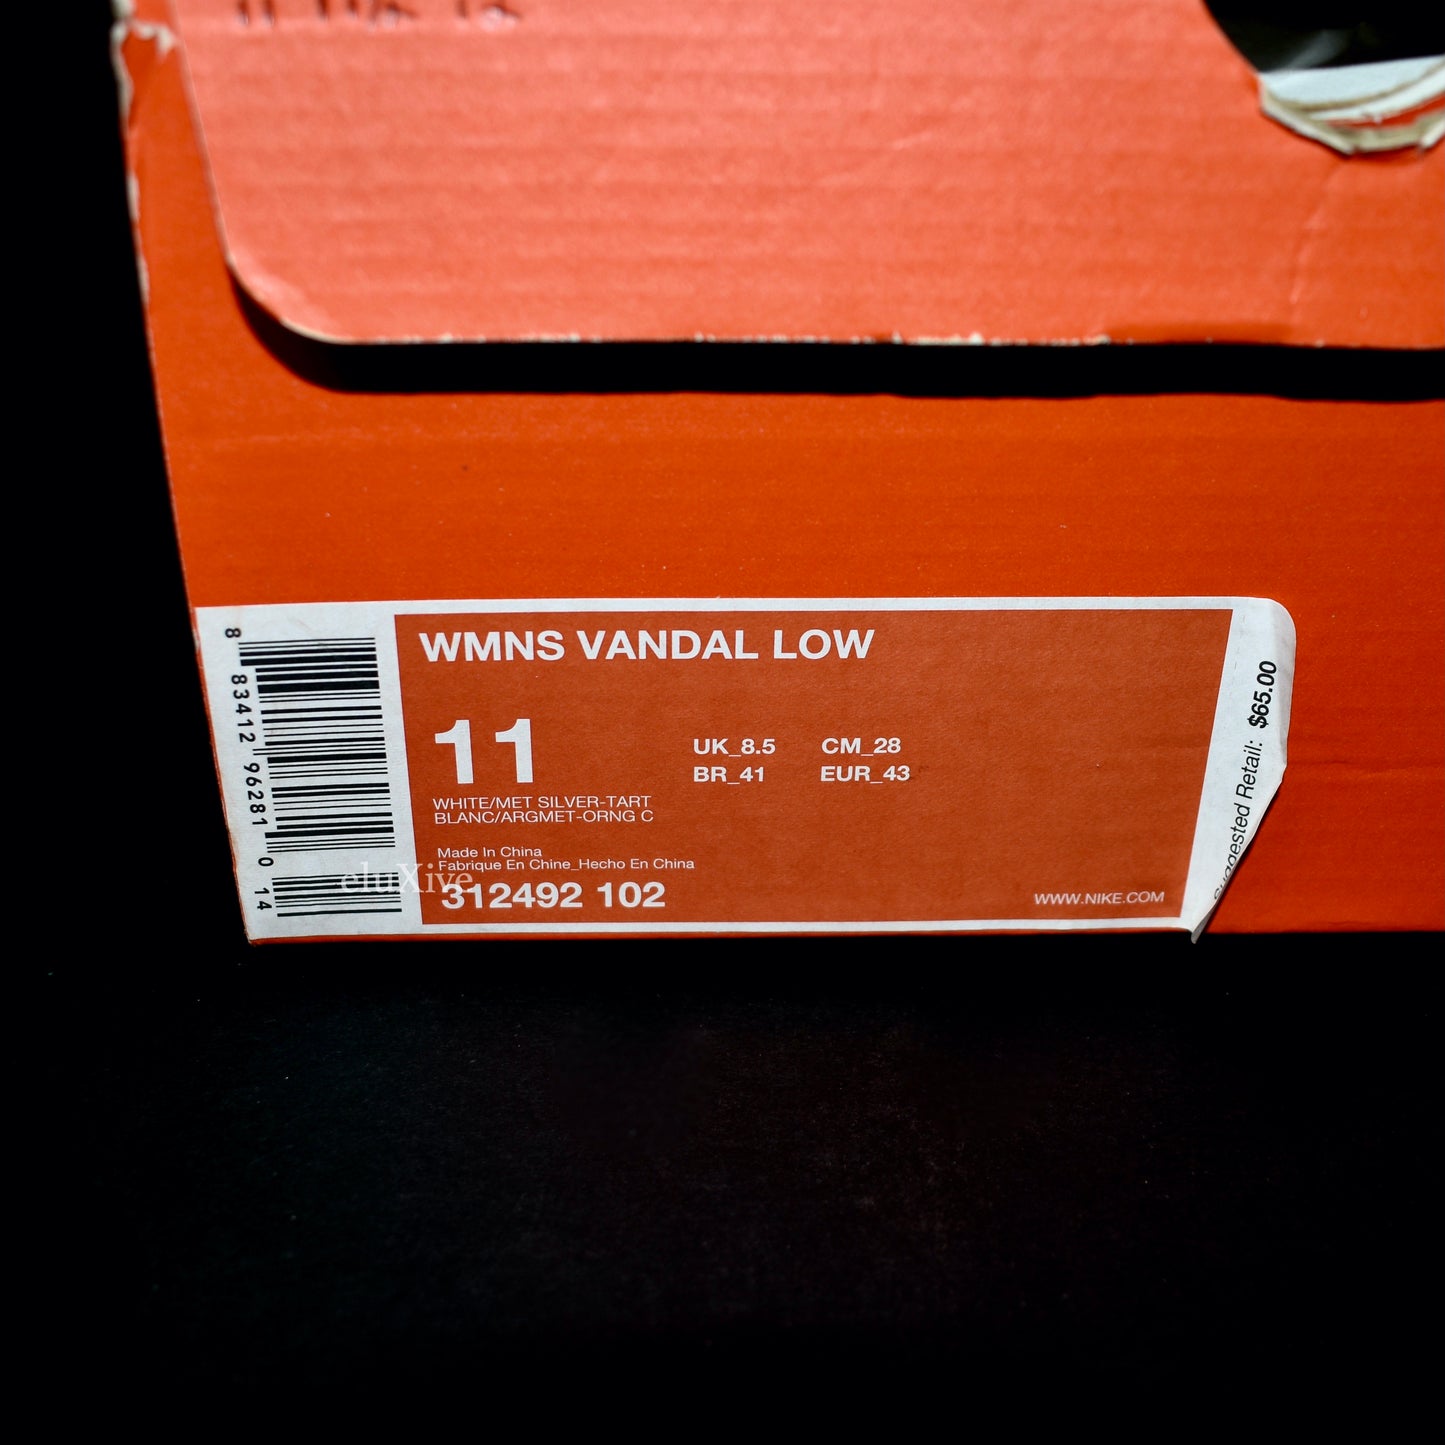 WMNS VANDAL LOW
11
UK_8.5 CM_28
BR_41 EUR_43
WHITE/MET SILVER-TART
BLANC/ARGMET-ORNG C
Made In China
Fabrique En Chine_Hecho En China
312492 102
WWW.NIKE.COM
8 83412 96281 0 14
Suggested Retail: $65.00
eluXive